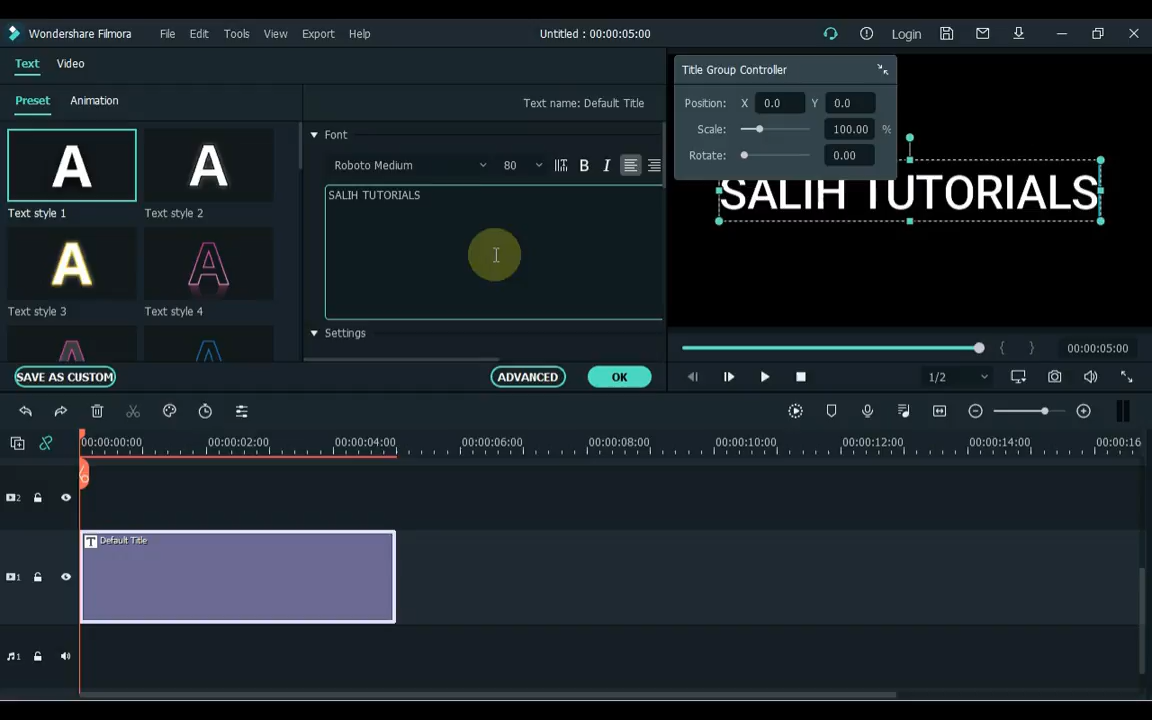 Wondershare Filmora File Edit Tools View Export Help Untitled : 00:00:05:00 Login
Text Video
Title Group Controller
Preset Animation
Text name: Default Title
Position: X 0.0 Y 0.0
Scale: 100.00 %
Rotate: 0.00
Font
Roboto Medium 80 B I
SALIH TUTORIALS
SALIH TUTORIALS
A A
Text style 1 Text style 2
A A
Text style 3 Text style 4
Settings
00:00:05:00
SAVE AS CUSTOM ADVANCED OK
1/2
00:00:00:00 00:00:02:00 00:00:04:00 00:00:06:00 00:00:08:00 00:00:10:00 00:00:12:00 00:00:14:00 00:00:16
2
T Default Title
1
1